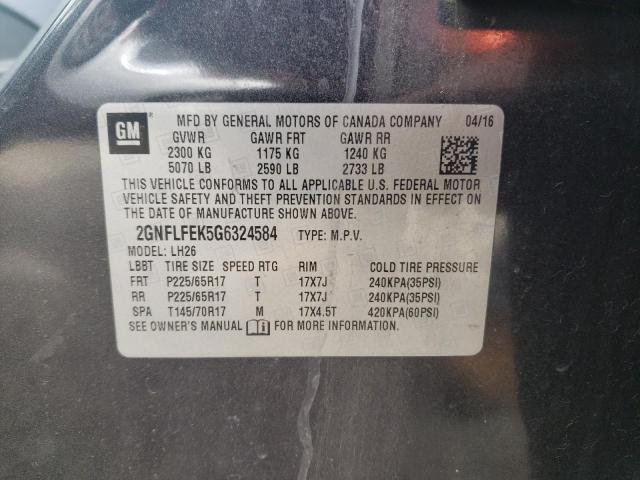 GM
MFD BY GENERAL MOTORS OF CANADA COMPANY 04/16
GVWR GAWR FRT GAWR RR
2300 KG 1175 KG 1240 KG
5070 LB 2590 LB 2733 LB
THIS VEHICLE CONFORMS TO ALL APPLICABLE U.S. FEDERAL MOTOR
VEHICLE SAFETY AND THEFT PREVENTION STANDARDS IN EFFECT ON
THE DATE OF MANUFACTURE SHOWN ABOVE.
2GNFLFEK5G6324584 TYPE: M.P.V.
MODEL: LH26
LBBT TIRE SIZE SPEED RTG RIM COLD TIRE PRESSURE
FRT P225/65R17 T 17X7J 240KPA(35PSI)
RR P225/65R17 T 17X7J 240KPA(35PSI)
SPA T145/70R17 M 17X4.5T 420KPA(60PSI)
SEE OWNER'S MANUAL FOR MORE INFORMATION.